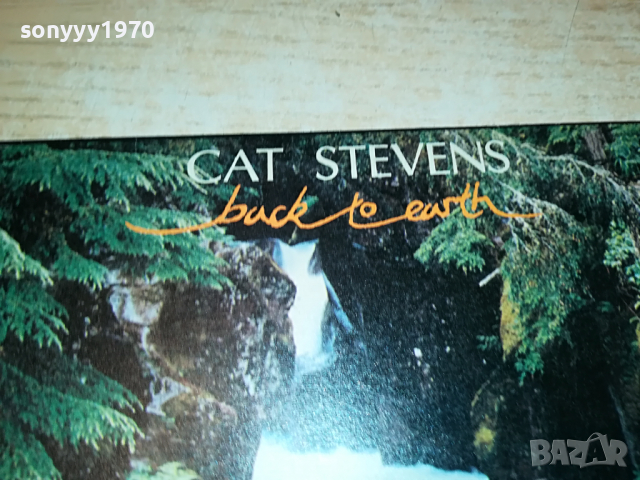 sonyyy1970
CAT STEVENS
back to earth
BAZAR